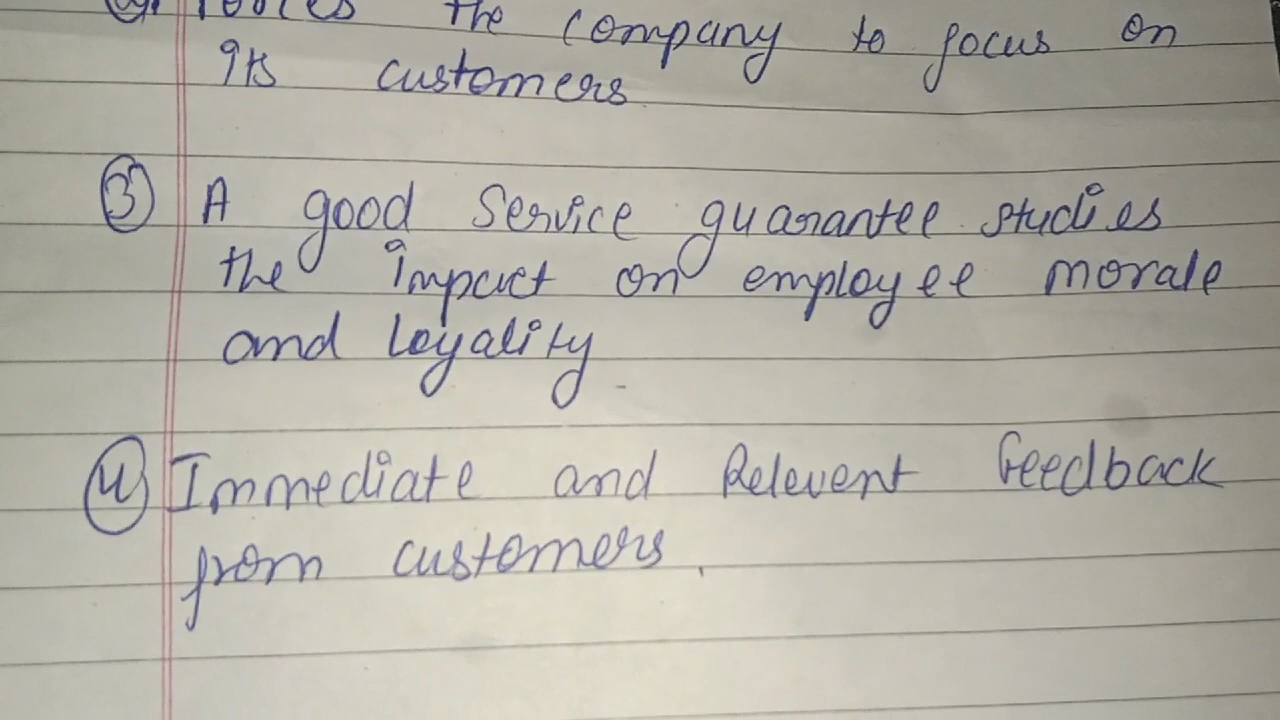 the company to focus on
Its customers
③ A good Service guarantee studies
the impact on employee morale
and loyality
④ Immediate and Relevent feedback
from customers.